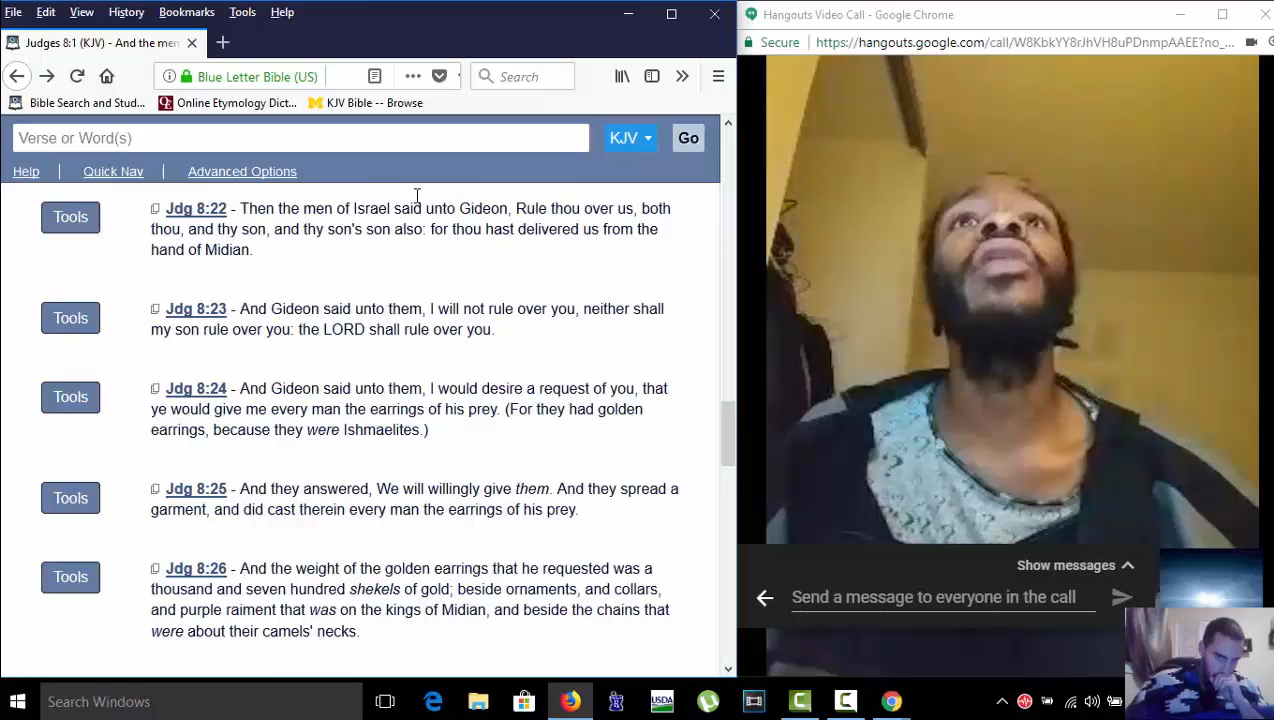 File Edit View History Bookmarks Tools Help
Judges 8:1 (KJV) - And the men
Blue Letter Bible (US)
Search
Bible Search and Stud... Online Etymology Dict... KJV Bible -- Browse
Verse or Word(s)
KJV
Go
Help Quick Nav Advanced Options
Tools
Jdg 8:22 - Then the men of Israel said unto Gideon, Rule thou over us, both
thou, and thy son, and thy son's son also: for thou hast delivered us from the
hand of Midian.
Tools
Jdg 8:23 - And Gideon said unto them, I will not rule over you, neither shall
my son rule over you: the LORD shall rule over you.
Tools
Jdg 8:24 - And Gideon said unto them, I would desire a request of you, that
ye would give me every man the earrings of his prey. (For they had golden
earrings, because they were Ishmaelites.)
Tools
Jdg 8:25 - And they answered, We will willingly give them. And they spread a
garment, and did cast therein every man the earrings of his prey.
Tools
Jdg 8:26 - And the weight of the golden earrings that he requested was a
thousand and seven hundred shekels of gold; beside ornaments, and collars,
and purple raiment that was on the kings of Midian, and beside the chains that
were about their camels' necks.
Hangouts Video Call - Google Chrome
Secure https://hangouts.google.com/call/W8KbkYY8rJhVH8uPDnmpAAEE?no_...
Show messages
Send a message to everyone in the call
Search Windows
USDA